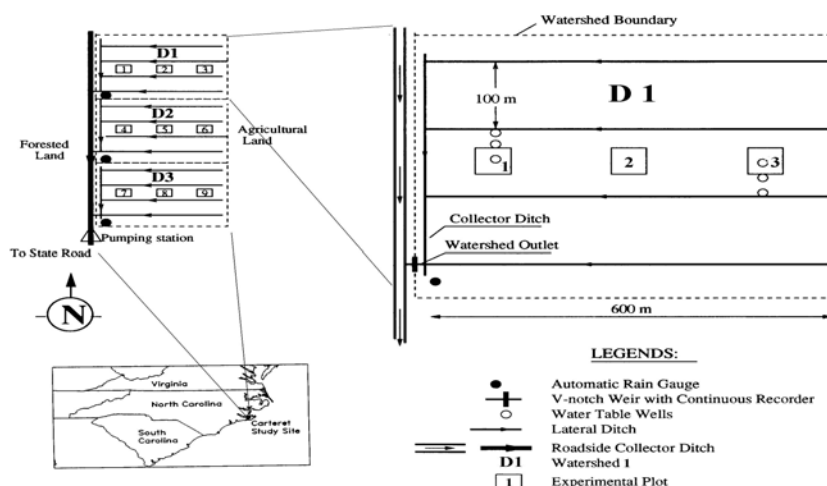 D1
1 2 3
D2
4 5 6
D3
7 8 9
Forested
Land
Agricultural
Land
Pumping station
To State Road
N
Virginia
North Carolina
South
Carolina
Carteret
Study Site
Watershed Boundary
100 m
D 1
1
2
3
Collector Ditch
Watershed Outlet
600 m
LEGENDS:
Automatic Rain Gauge
V-notch Weir with Continuous Recorder
Water Table Wells
Lateral Ditch
Roadside Collector Ditch
D1 Watershed 1
1 Experimental Plot